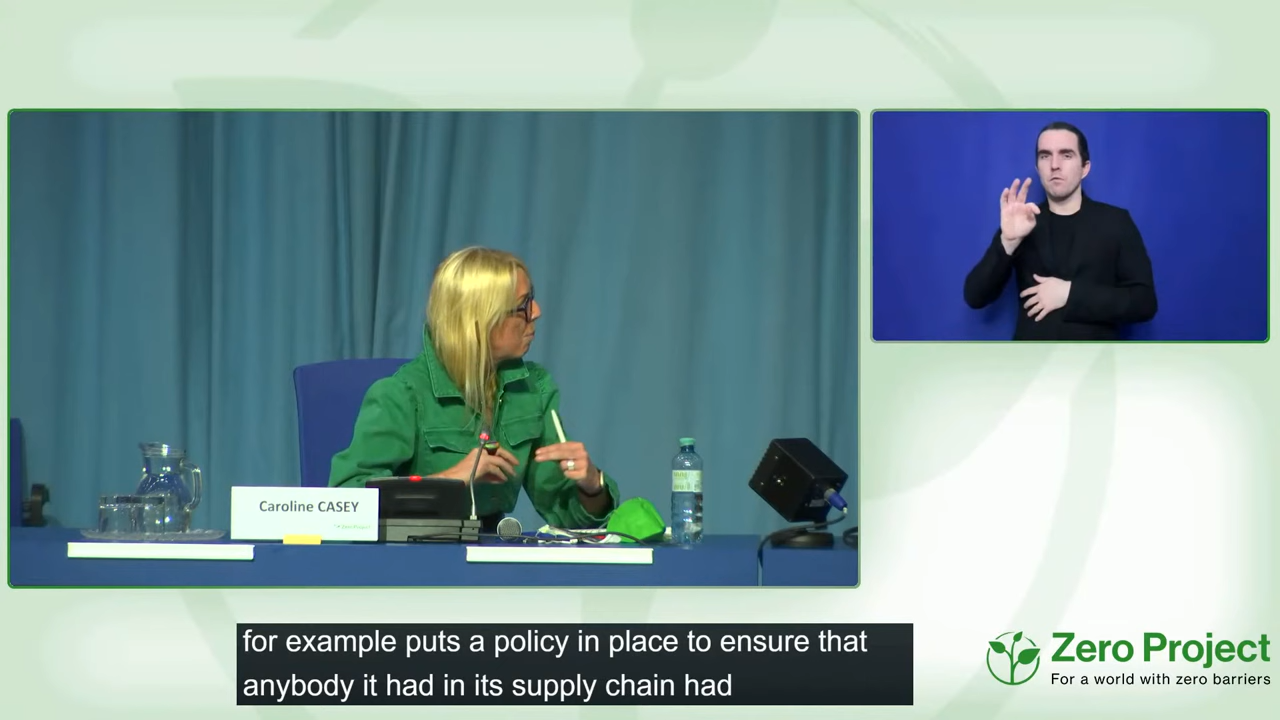 Caroline CASEY
for example puts a policy in place to ensure that
anybody it had in its supply chain had
Zero Project
For a world with zero barriers